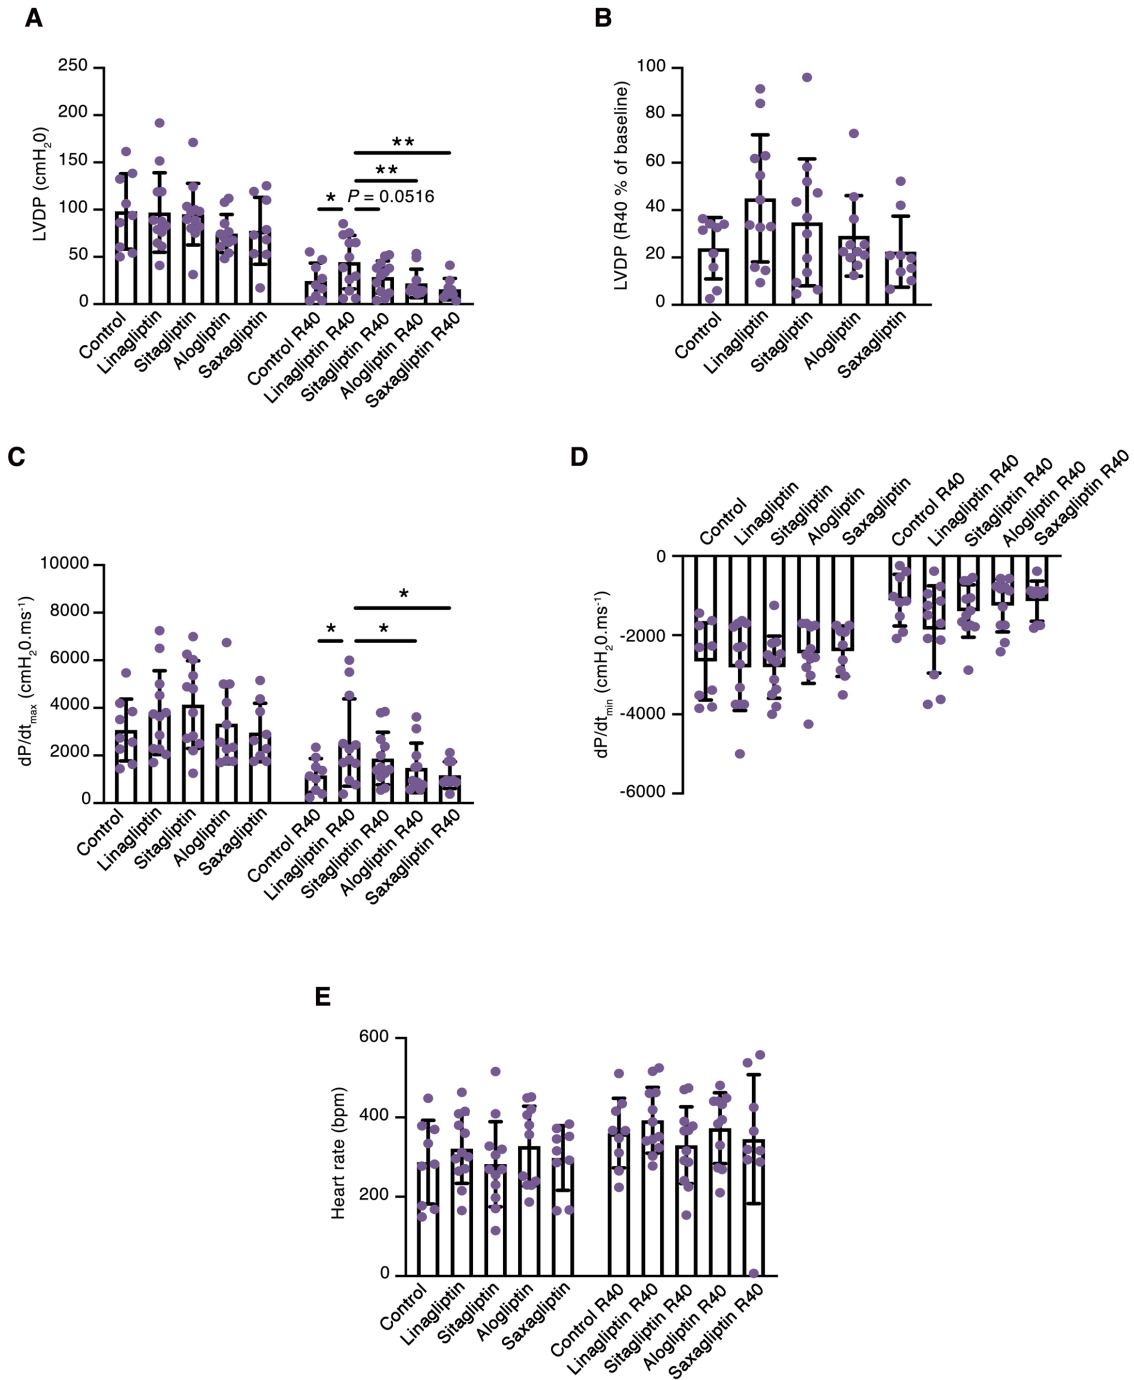 A
250
200
150
100
50
0
LVDP (cmH₂0)
**
**
* P = 0.0516
Control
Linagliptin
Sitagliptin
Alogliptin
Saxagliptin
Control R40
Linagliptin R40
Sitagliptin R40
Alogliptin R40
Saxagliptin R40
B
100
80
60
40
20
0
LVDP (R40 % of baseline)
Control
Linagliptin
Sitagliptin
Alogliptin
Saxagliptin
C
10000
8000
6000
4000
2000
0
dP/dtmax (cmH₂0.ms⁻¹)
*
* *
Control
Linagliptin
Sitagliptin
Alogliptin
Saxagliptin
Control R40
Linagliptin R40
Sitagliptin R40
Alogliptin R40
Saxagliptin R40
D
Control
Linagliptin
Sitagliptin
Alogliptin
Saxagliptin
Control R40
Linagliptin R40
Sitagliptin R40
Alogliptin R40
Saxagliptin R40
0
-2000
-4000
-6000
dP/dtmin (cmH₂0.ms⁻¹)
E
600
400
200
0
Heart rate (bpm)
Control
Linagliptin
Sitagliptin
Alogliptin
Saxagliptin
Control R40
Linagliptin R40
Sitagliptin R40
Alogliptin R40
Saxagliptin R40